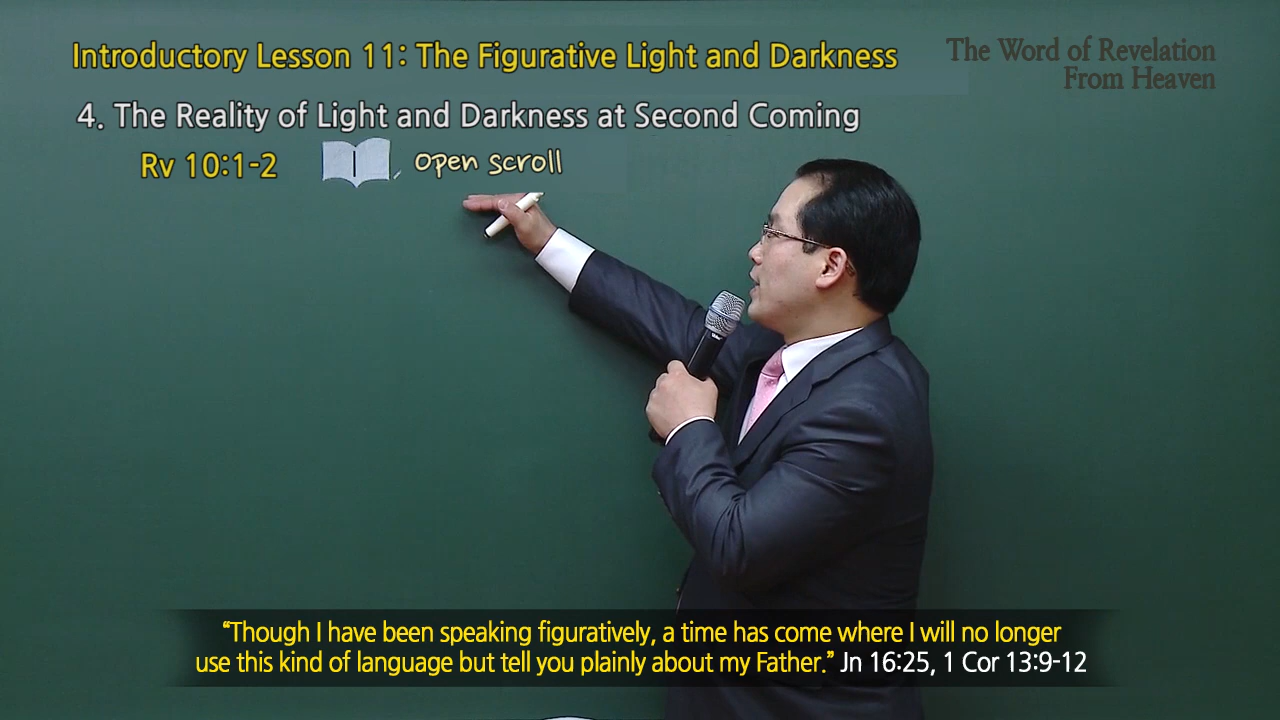 Introductory Lesson 11: The Figurative Light and Darkness
The Word of Revelation
From Heaven
4. The Reality of Light and Darkness at Second Coming
Rv 10:1-2
open scroll
“Though I have been speaking figuratively, a time has come where I will no longer
use this kind of language but tell you plainly about my Father.” Jn 16:25, 1 Cor 13:9-12